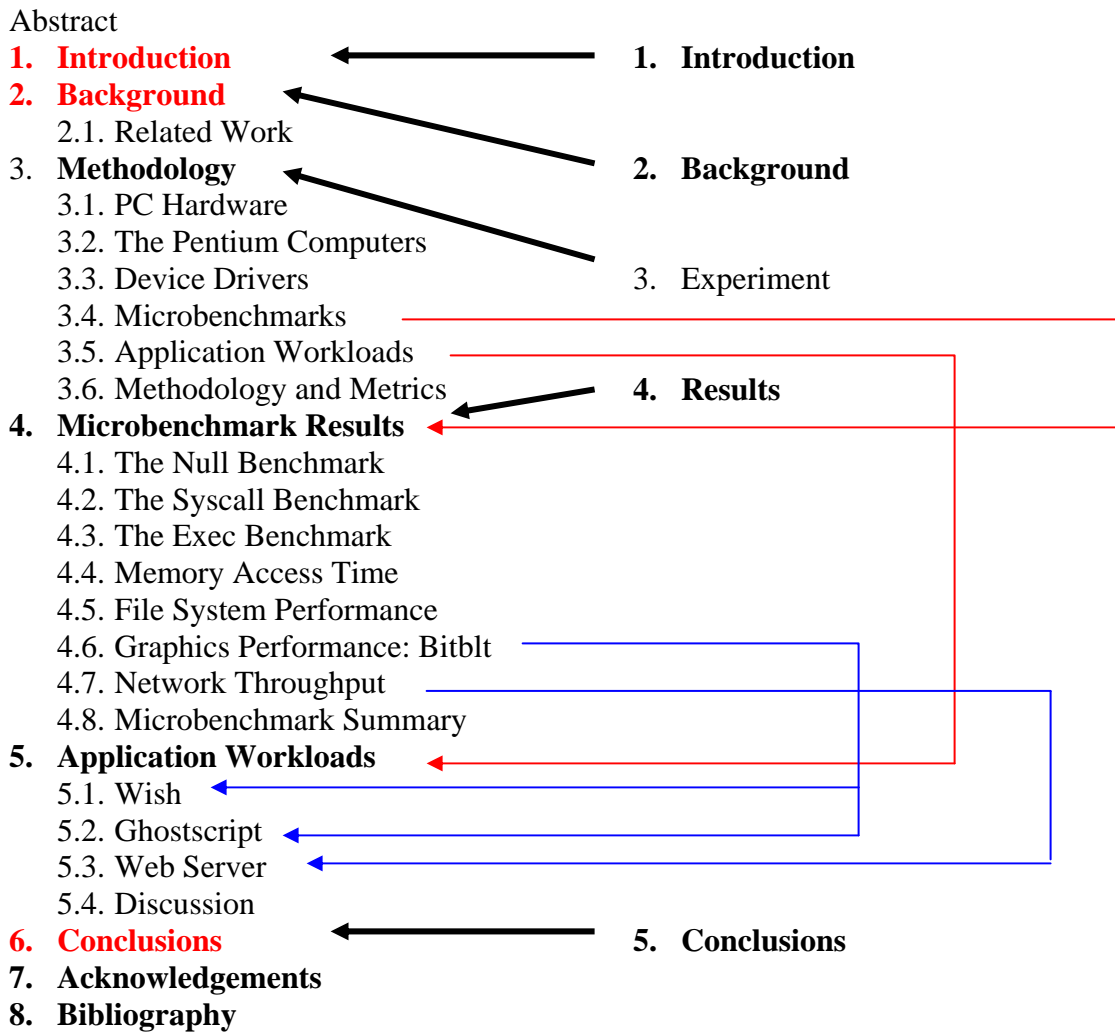 Abstract
1. Introduction
1. Introduction
2. Background
2.1. Related Work
3. Methodology
2. Background
3.1. PC Hardware
3.2. The Pentium Computers
3.3. Device Drivers
3. Experiment
3.4. Microbenchmarks
3.5. Application Workloads
3.6. Methodology and Metrics
4. Results
4. Microbenchmark Results
4.1. The Null Benchmark
4.2. The Syscall Benchmark
4.3. The Exec Benchmark
4.4. Memory Access Time
4.5. File System Performance
4.6. Graphics Performance: Bitblt
4.7. Network Throughput
4.8. Microbenchmark Summary
5. Application Workloads
5.1. Wish
5.2. Ghostscript
5.3. Web Server
5.4. Discussion
6. Conclusions
5. Conclusions
7. Acknowledgements
8. Bibliography